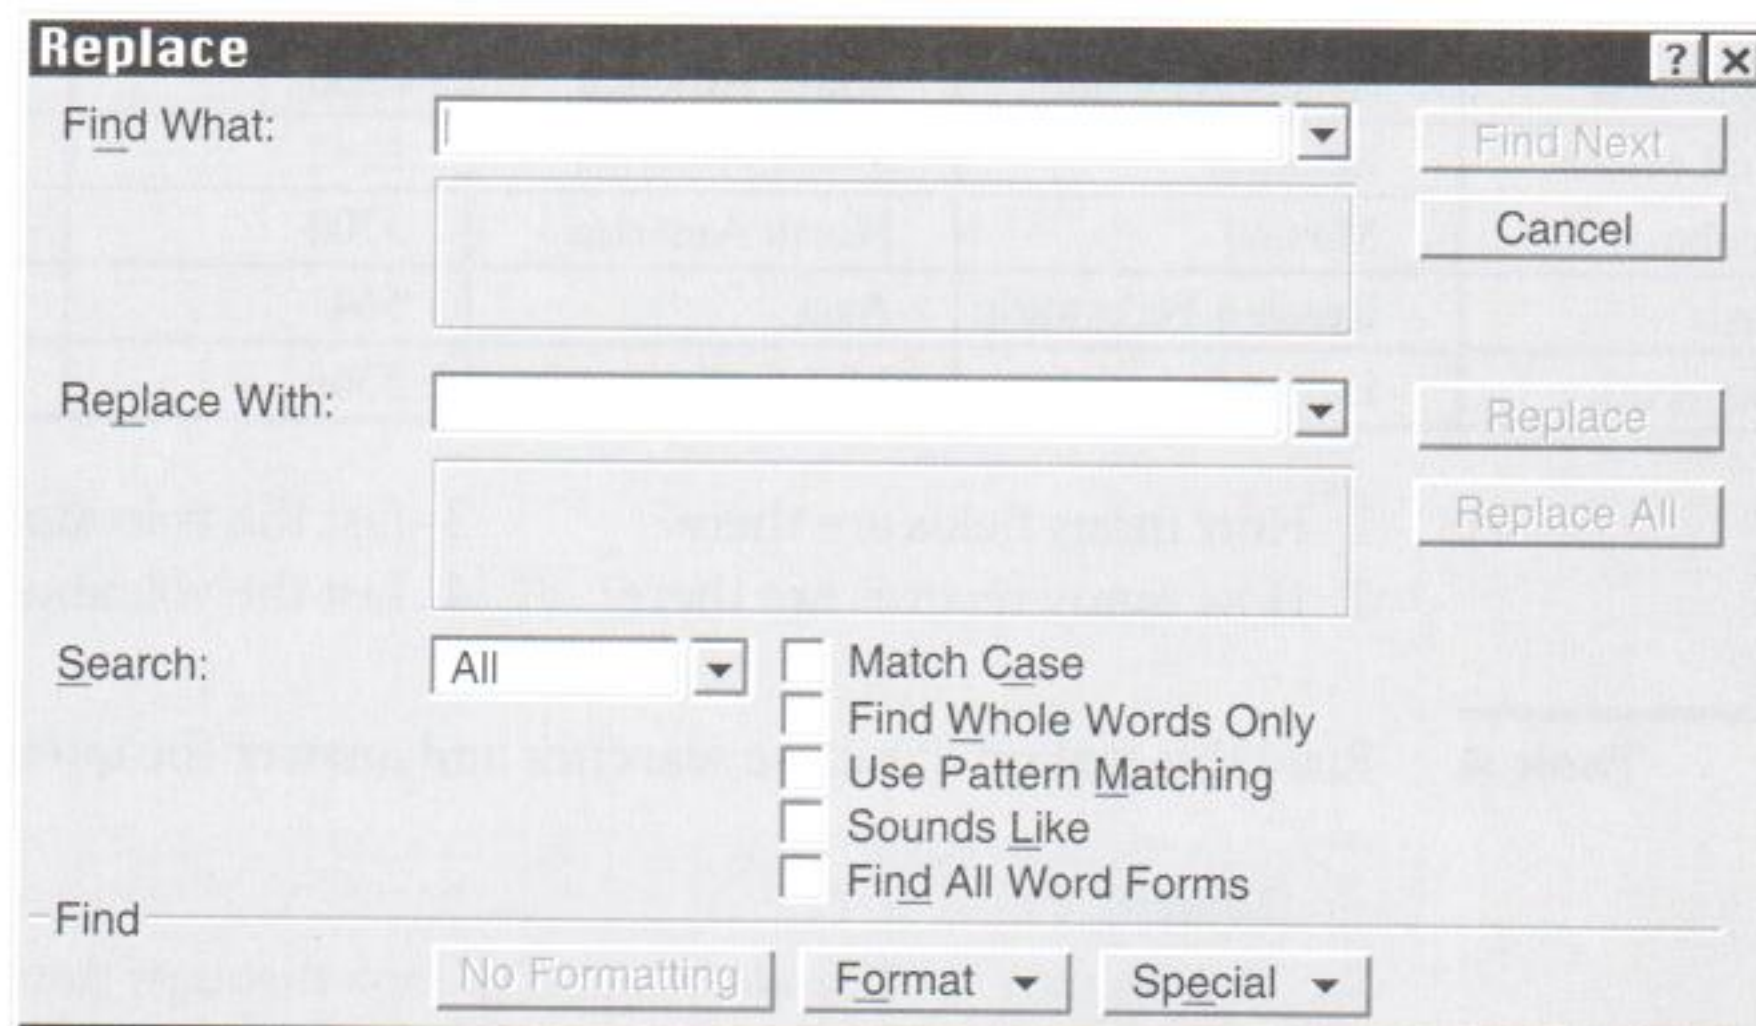 Replace ? ×
Find What: Find Next
Cancel
Replace With: Replace
Replace All
Search: All Match Case
Find Whole Words Only
Use Pattern Matching
Sounds Like
Find All Word Forms
Find
No Formatting Format Special